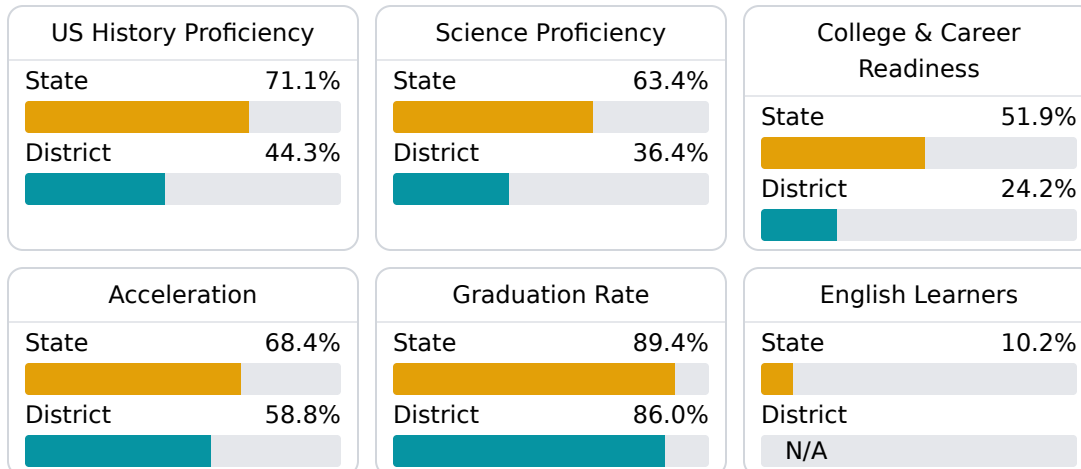 US History Proficiency
State 71.1%
District 44.3%
Science Proficiency
State 63.4%
District 36.4%
College & Career
Readiness
State 51.9%
District 24.2%
Acceleration
State 68.4%
District 58.8%
Graduation Rate
State 89.4%
District 86.0%
English Learners
State 10.2%
District
N/A